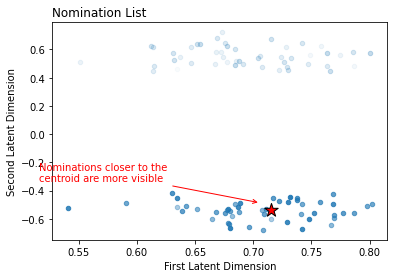 Nomination List
0.6
0.4
0.2
0.0
−0.2
−0.4
−0.6
Second Latent Dimension
Nominations closer to the
centroid are more visible
0.55
0.60
0.65
0.70
0.75
0.80
First Latent Dimension